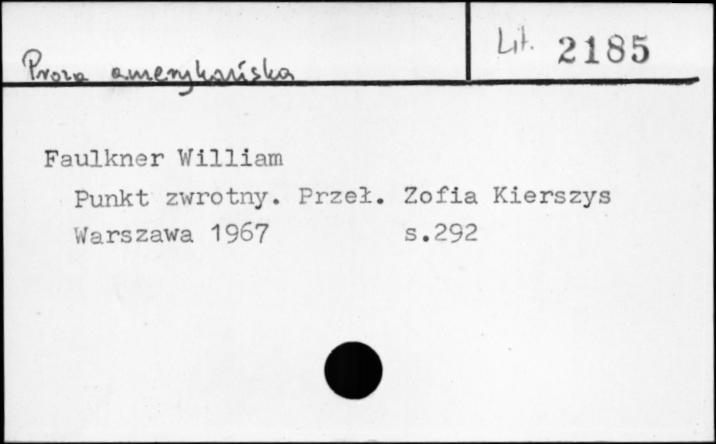 Proza amerykańska
Lit. 2185
Faulkner William
Punkt zwrotny. Przeł. Zofia Kierszys
Warszawa 1967 s.292